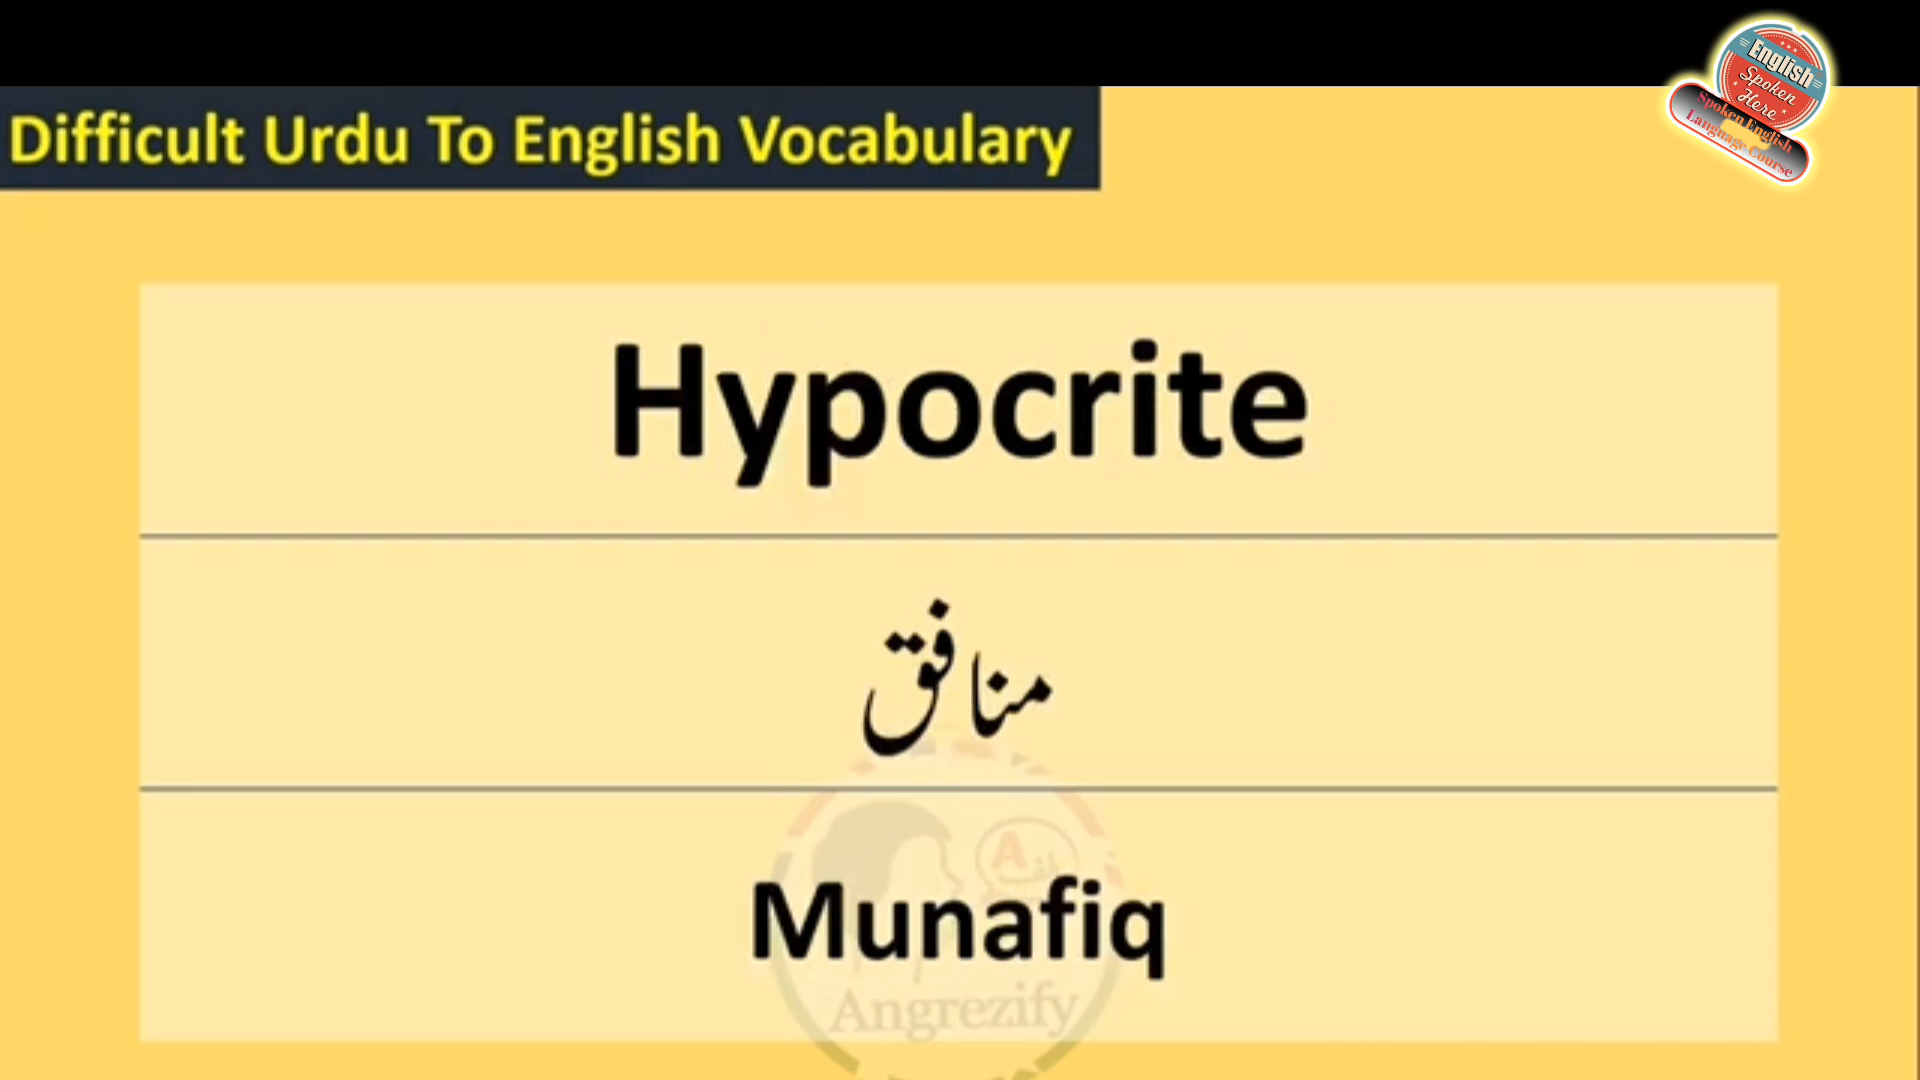 English
Spoken
Here
Spoken English
Language Course
Difficult Urdu To English Vocabulary
Hypocrite
منافق
A
Munafiq
Angrezify